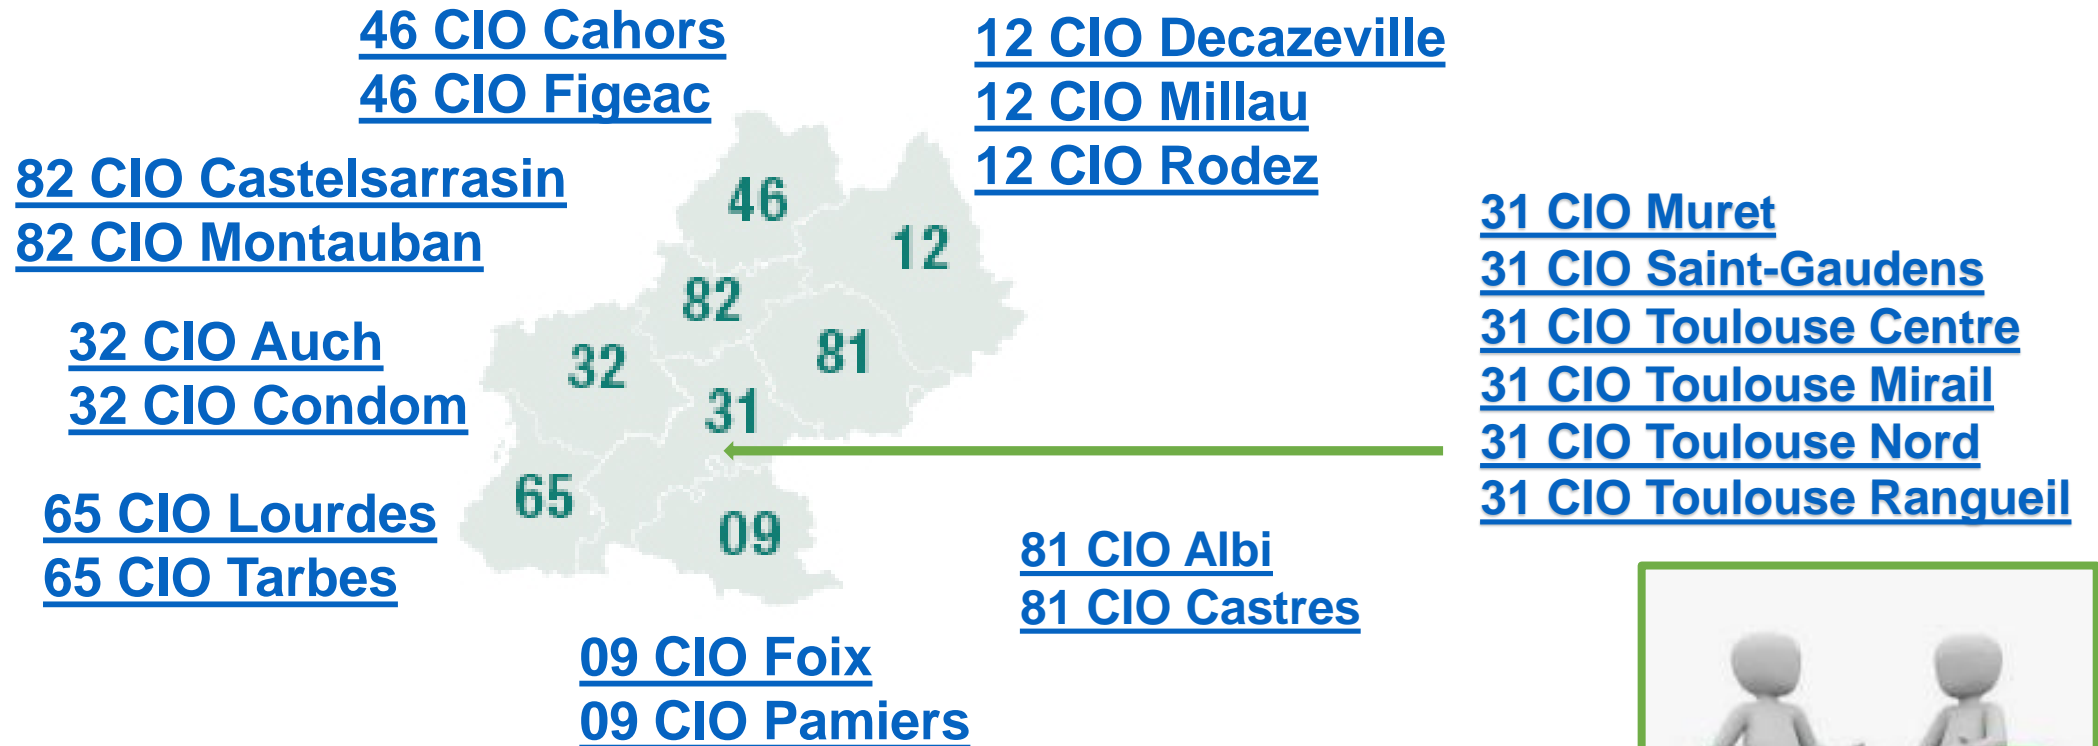 46 CIO Cahors
46 CIO Figeac
12 CIO Decazeville
12 CIO Millau
12 CIO Rodez
82 CIO Castelsarrasin
82 CIO Montauban
31 CIO Muret
31 CIO Saint-Gaudens
31 CIO Toulouse Centre
31 CIO Toulouse Mirail
31 CIO Toulouse Nord
31 CIO Toulouse Rangueil
32 CIO Auch
32 CIO Condom
65 CIO Lourdes
65 CIO Tarbes
81 CIO Albi
81 CIO Castres
09 CIO Foix
09 CIO Pamiers
46
12
82
81
32
31
65
09